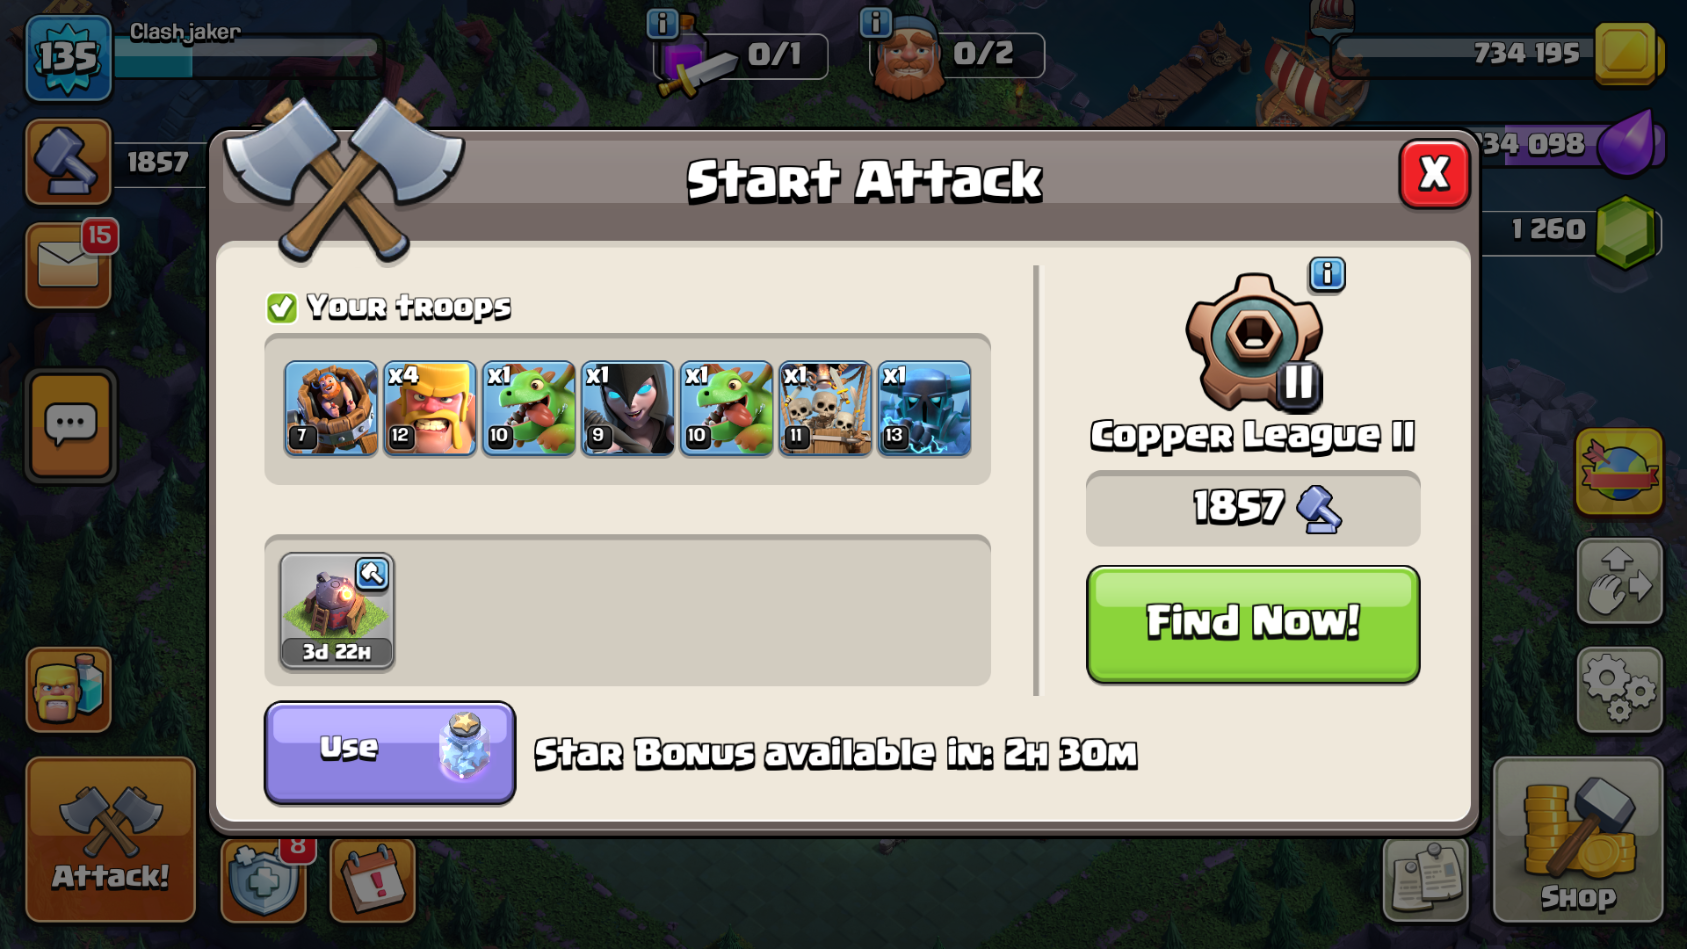 135
Clashjaker
0/1
0/2
734 195
1857
34 098
15
1 260
Start Attack
X
Your troops
7
x4
12
x1
10
x1
9
x1
10
x1
11
x1
13
II
Copper League II
1857
Find Now!
3d 22h
Use
Star Bonus available in: 2h 30m
Attack!
8
Shop